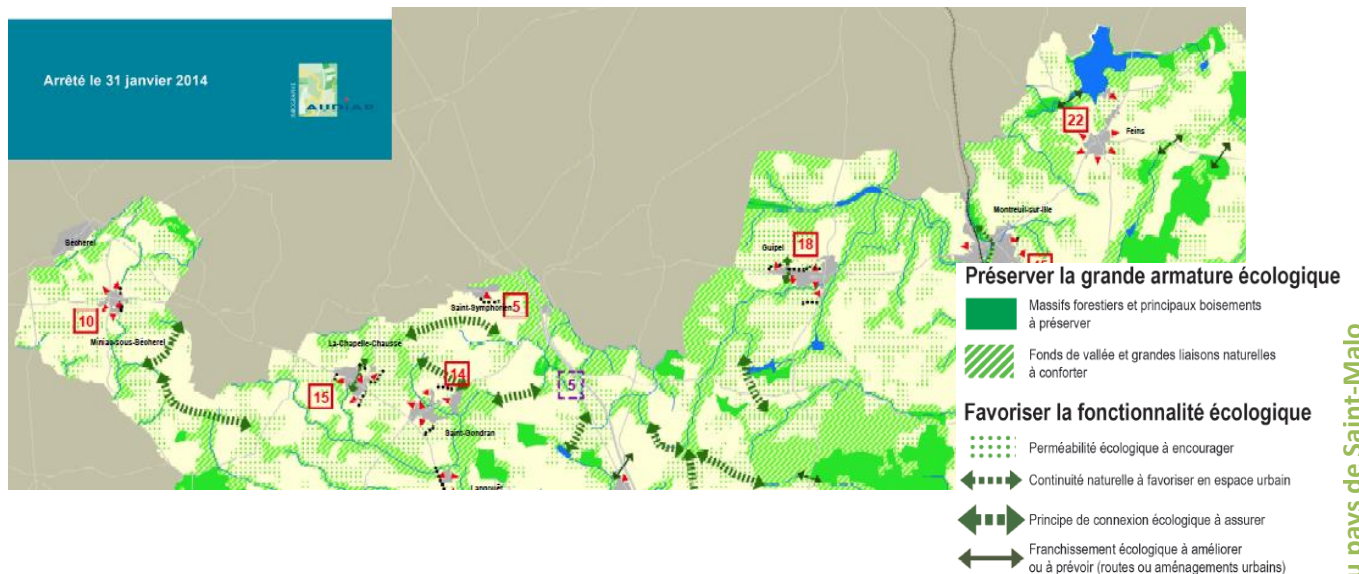 Arrêté le 31 janvier 2014
AUDIAR
22
Feins
Montreuil-sur-Ille
Bécherel
Guipel
18
10
Miniac-sous-Bécherel
Saint-Symphorien
5
La-Chapelle-Chaussée
14
5
15
Saint-Gondran
Langouët
Préserver la grande armature écologique
Massifs forestiers et principaux boisements
à préserver
Fonds de vallée et grandes liaisons naturelles
à conforter
Favoriser la fonctionnalité écologique
Perméabilité écologique à encourager
Continuité naturelle à favoriser en espace urbain
Principe de connexion écologique à assurer
Franchissement écologique à améliorer
ou à prévoir (routes ou aménagements urbains)
u pays de Saint-Malo